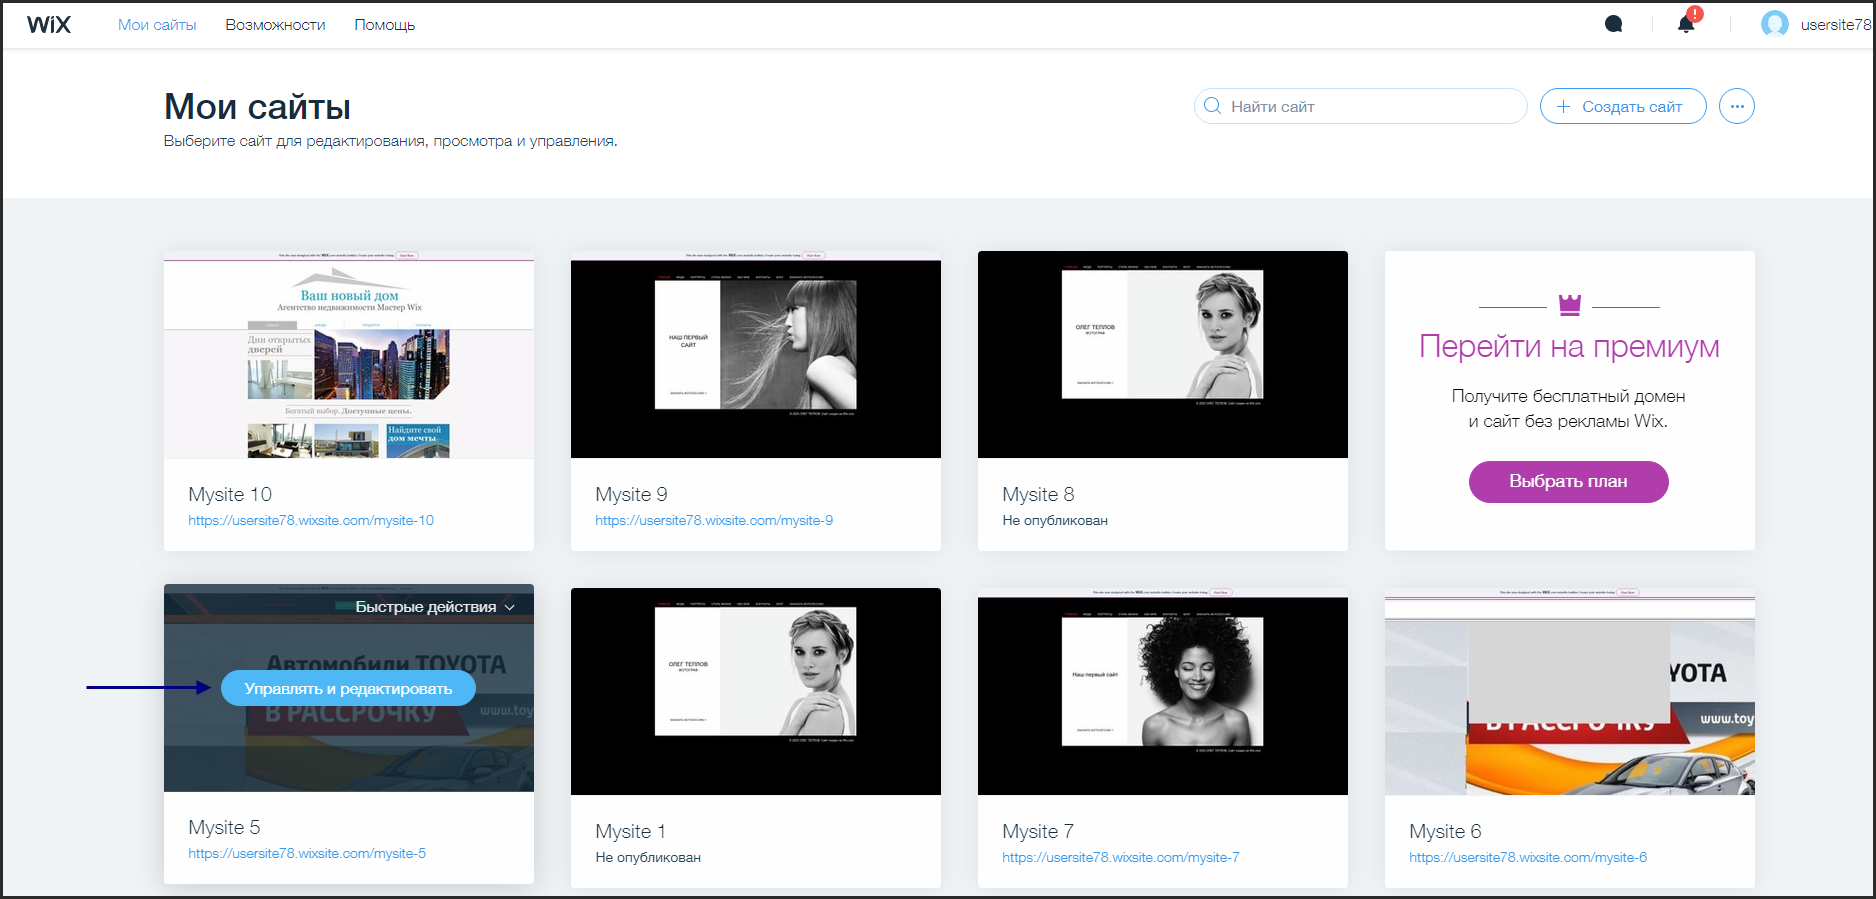 WiX
Мои сайты
Возможности
Помощь
!
usersite78
Мои сайты
Выберите сайт для редактирования, просмотра и управления.
Найти сайт
+ Создать сайт
...
Ваш новый дом
Агентство недвижимости Мастер Wix
Дни открытых
дверей
Богатый выбор. Доступные цены.
Найдите свой
дом мечты
Mysite 10
https://usersite78.wixsite.com/mysite-10
НАШ ПЕРВЫЙ
САЙТ
Mysite 9
https://usersite78.wixsite.com/mysite-9
ОЛЕГ ТЕПЛОВ
ФОТОГРАФ
Mysite 8
Не опубликован
Перейти на премиум
Получите бесплатный домен
и сайт без рекламы Wix.
Выбрать план
Быстрые действия
Автомобили TOYOTA
Управлять и редактировать
В РАССРОЧКУ
www.toy
Mysite 5
https://usersite78.wixsite.com/mysite-5
ОЛЕГ ТЕПЛОВ
ФОТОГРАФ
Mysite 1
Не опубликован
Наш первый сайт
Mysite 7
https://usersite78.wixsite.com/mysite-7
YOTA
В РАССРОЧКУ
www.toy
Mysite 6
https://usersite78.wixsite.com/mysite-6